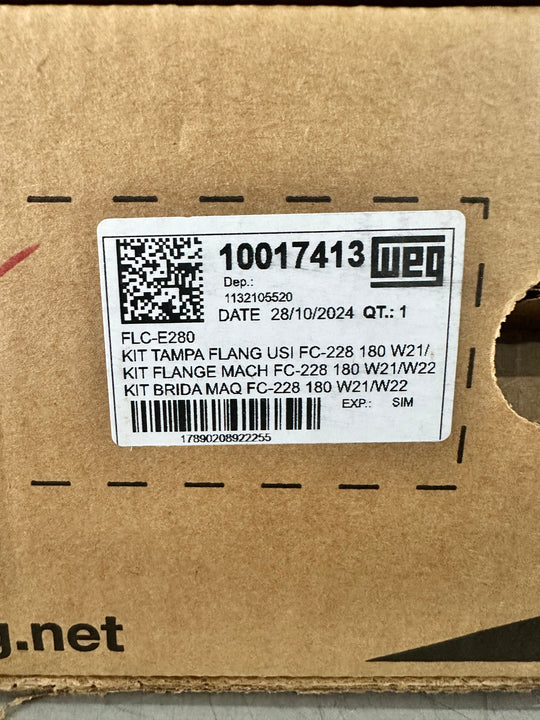 10017413 weg
Dep.:
1132105520
DATE 28/10/2024 QT.: 1
FLC-E280
KIT TAMPA FLANG USI FC-228 180 W21/
KIT FLANGE MACH FC-228 180 W21/W22
KIT BRIDA MAQ FC-228 180 W21/W22
EXP.: SIM
17890208922255
g.net